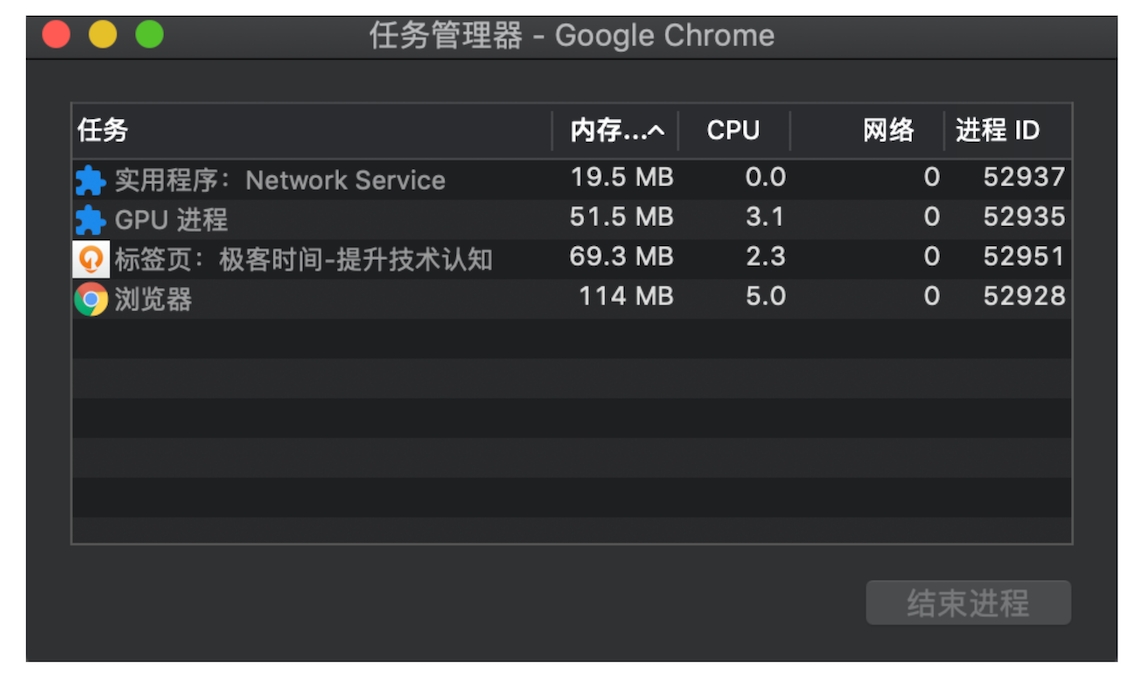 任务管理器 - Google Chrome
任务 内存...^ CPU 网络 进程 ID
实用程序：Network Service 19.5 MB 0.0 0 52937
GPU 进程 51.5 MB 3.1 0 52935
标签页：极客时间-提升技术认知 69.3 MB 2.3 0 52951
浏览器 114 MB 5.0 0 52928
结束进程